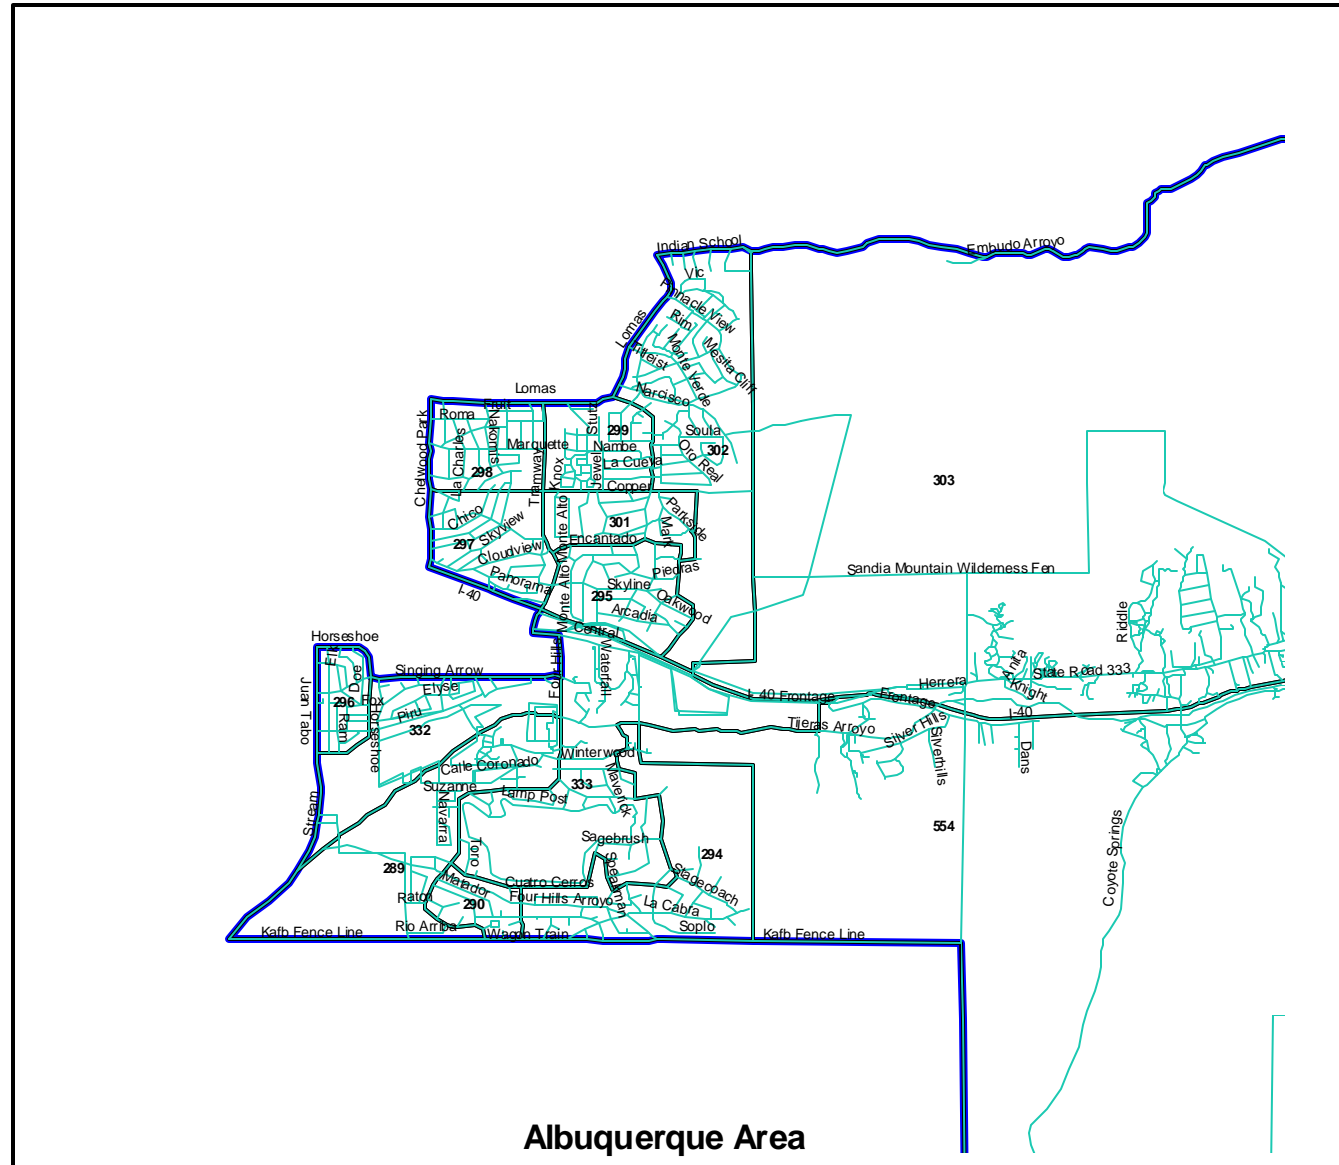 Indian School
Embudo Arroyo
Vic
Pinnacle View
Rim
Lomas
Titleist
Monte Verde
Mesita Cliff
Lomas
Narcisco
Fruit
Roma
Stutz
Chelwood Park
La Charles
Nakomis
Marquette
299
Nambe
Soula
302
298
Tramway
Knox
Jewel
La Cueva
Oro Real
303
Copper
Chico
Skyview
Monte Alto
301
Mark
Parkside
297
Cloudview
Encantado
Panorama
Monte Alto
Piedras
Sandia Mountain Wilderness Fen
I-40
295
Skyline
Arcadia
Oakwood
Riddle
Central
Horseshoe
Four Hills
Waterfall
Singing Arrow
Anita
State Road 333
Herrera
Knight
Elyse
Doe
Juan Tabo
296
Fox
Ram
Horseshoe
Piru
332
I-40 Frontage
Frontage
I-40
Tijeras Arroyo
Silver Hills
Silverhills
Dans
Winterwood
Calle Coronado
Suzanne
Navarra
Lamp Post
333
Maverick
Stream
554
Coyote Springs
Toro
Sagebrush
294
289
Matador
Cuatro Cerros
Spearman
Stagecoach
Raton
290
Four Hills Arroyo
La Cabra
Kafb Fence Line
Rio Arriba
Wagon Train
Soplo
Kafb Fence Line
Albuquerque Area